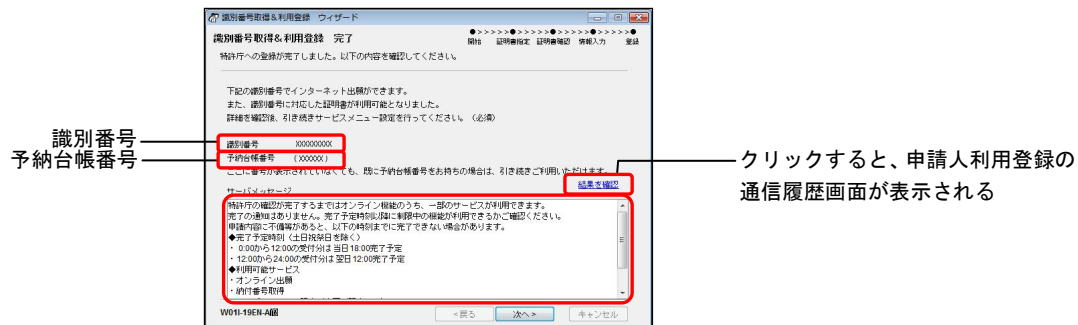 識別番号取得&利用登録 ウィザード
識別番号取得&利用登録 完了
●>>>>>●>>>>>●>>>>>●>>>>>●
開始 証明書指定 証明書確認 情報入力 登録
特許庁への登録が完了しました。以下の内容を確認してください。
下記の識別番号でインターネット出願ができます。
また、識別番号に対応した証明書が利用可能となりました。
詳細を確認後、引き続きサービスメニュー設定を行ってください。(必須)
識別番号
識別番号 XXXXXXXXX
予納台帳番号
予納台帳番号 (XXXXXX)
ここに番号が表示されていなくても、既に予納台帳番号をお持ちの場合は、引き続きご利用いただけます。
クリックすると、申請人利用登録の
通信履歴画面が表示される
結果を確認
サーバメッセージ
特許庁の確認が完了するまではオンライン機能のうち、一部のサービスが利用できます。
完了の通知はありません。完了予定時刻以降に制限中の機能が利用できるかご確認ください。
申請内容に不備等があると、以下の時刻までに完了できない場合があります。
◆完了予定時刻(土日祝祭日を除く)
・ 0:00から12:00の受付分は当日18:00完了予定
・12:00から24:00の受付分は翌日12:00完了予定
◆利用可能サービス
・オンライン出願
・納付番号取得
W01I-19EN-A個
<戻る 次へ> キャンセル